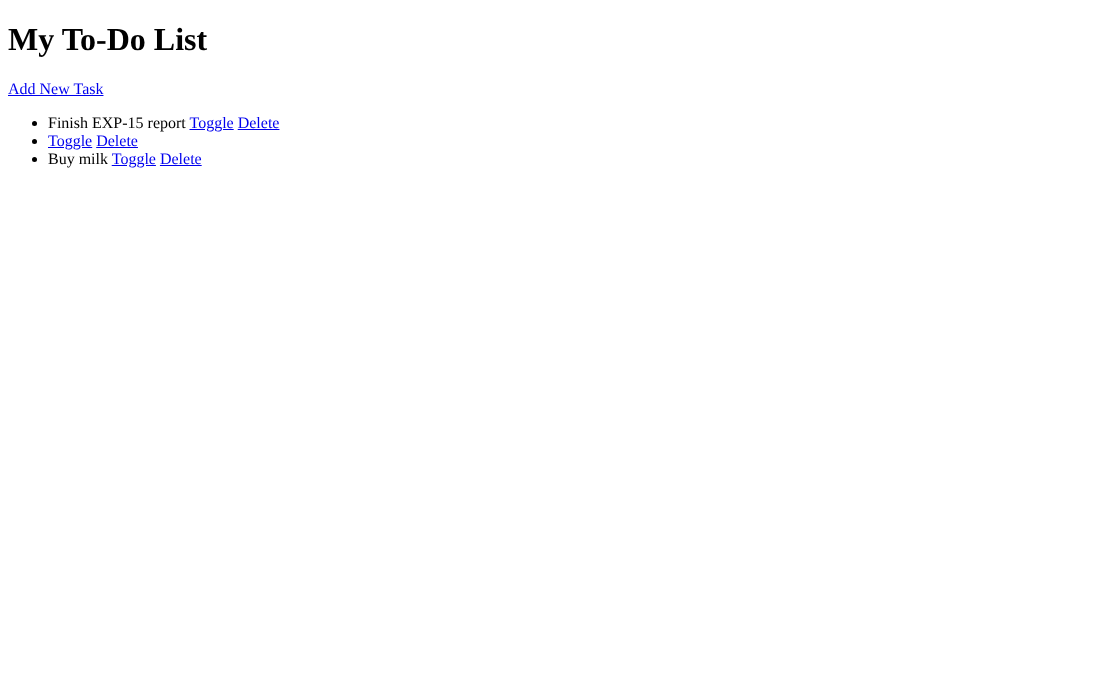 My To-Do List
Add New Task
Finish EXP-15 report Toggle Delete
Toggle Delete
Buy milk Toggle Delete